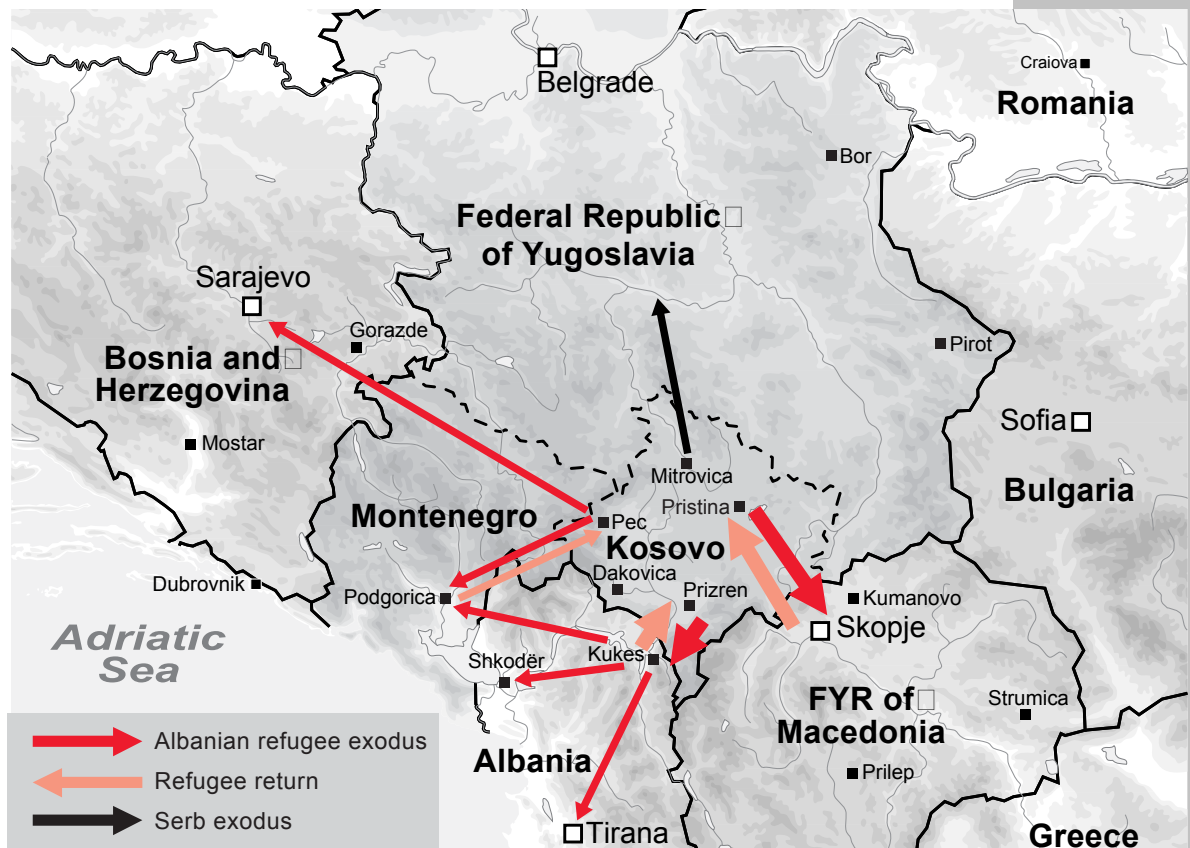 Belgrade
Craiova
Romania
Bor
Federal Republic
of Yugoslavia
Sarajevo
Gorazde
Bosnia and
Herzegovina
Pirot
Mostar
Sofia
Mitrovica
Bulgaria
Pristina
Montenegro
Pec
Kosovo
Dakovica
Dubrovnik
Podgorica
Prizren
Kumanovo
Skopje
Adriatic
Sea
Shkodër
Kukes
FYR of
Macedonia
Strumica
Albanian refugee exodus
Albania
Refugee return
Prilep
Serb exodus
Tirana
Greece